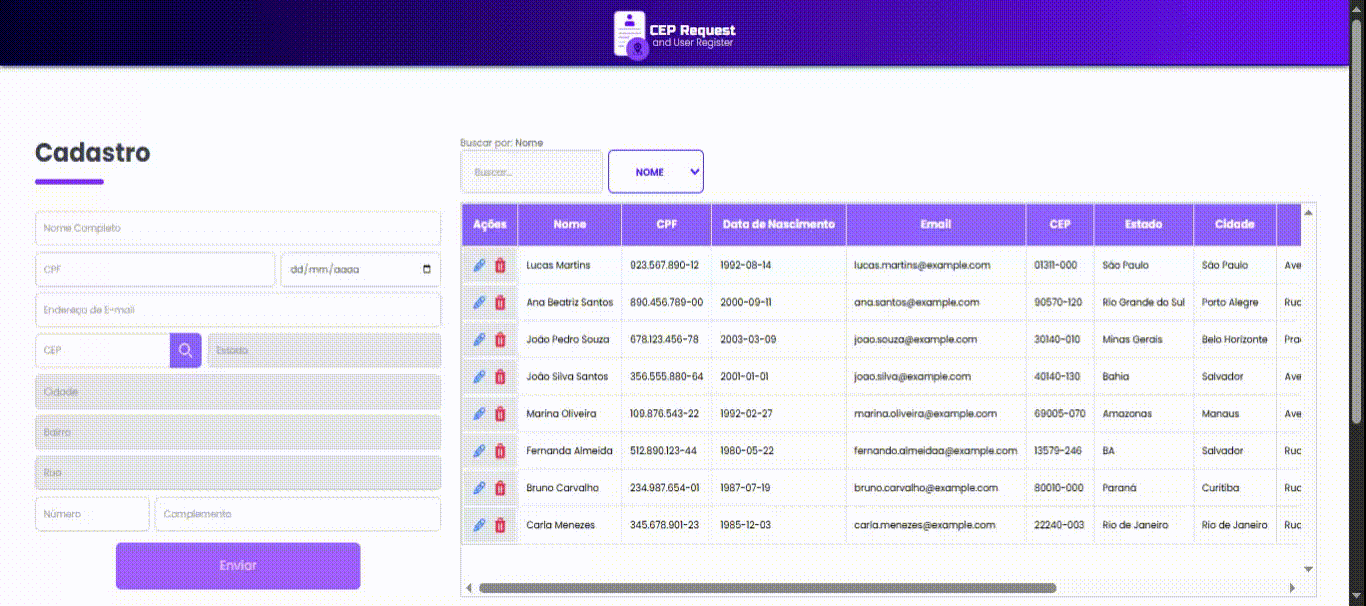 CEP Request
and User Register
Cadastro
Nome Completo
CPF
dd/mm/aaaa
Endereço de E-mail
CEP
Estado
Cidade
Bairro
Rua
Número
Complemento
Enviar
Buscar por: Nome
Buscar...
NOME
Ações Nome CPF Data de Nascimento Email CEP Estado Cidade
Lucas Martins 923.567.890-12 1992-08-14 lucas.martins@example.com 01311-000 São Paulo São Paulo Ave
Ana Beatriz Santos 890.456.789-00 2000-09-11 ana.santos@example.com 90570-120 Rio Grande do Sul Porto Alegre Ruc
João Pedro Souza 678.123.456-78 2003-03-09 joao.souza@example.com 30140-010 Minas Gerais Belo Horizonte Pra
João Silva Santos 356.555.880-64 2001-01-01 joao.silva@example.com 40140-130 Bahia Salvador Ave
Marina Oliveira 109.876.543-22 1992-02-27 marina.oliveira@example.com 69005-070 Amazonas Manaus Ave
Fernanda Almeida 512.890.123-44 1980-05-22 fernando.almeidaa@example.com 13579-246 BA Salvador Ruc
Bruno Carvalho 234.987.654-01 1987-07-19 bruno.carvalho@example.com 80010-000 Paraná Curitiba Ruc
Carla Menezes 345.678.901-23 1985-12-03 carla.menezes@example.com 22240-003 Rio de Janeiro Rio de Janeiro Ruc